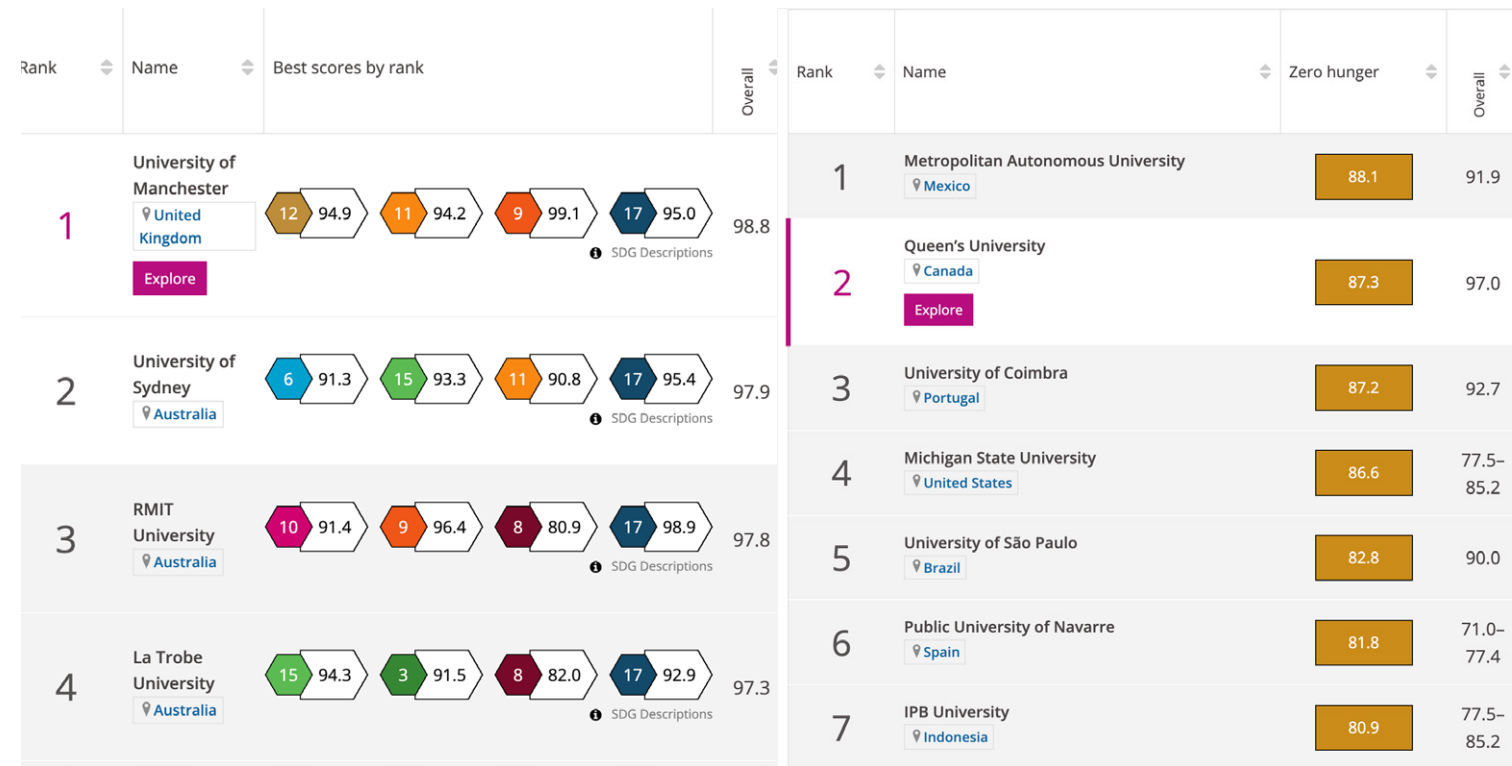 Rank Name Best scores by rank Overall
University of
Manchester
United
Kingdom
Explore
1 12 94.9 11 94.2 9 99.1 17 95.0 98.8
SDG Descriptions
University of
Sydney
Australia
2 6 91.3 15 93.3 11 90.8 17 95.4 97.9
SDG Descriptions
RMIT
University
Australia
3 10 91.4 9 96.4 8 80.9 17 98.9 97.8
SDG Descriptions
La Trobe
University
Australia
4 15 94.3 3 91.5 8 82.0 17 92.9 97.3
SDG Descriptions
Rank Name Zero hunger Overall
1 Metropolitan Autonomous University 88.1 91.9
Mexico
2 Queen’s University 87.3 97.0
Canada
Explore
3 University of Coimbra 87.2 92.7
Portugal
4 Michigan State University 86.6 77.5–
United States 85.2
5 University of São Paulo 82.8 90.0
Brazil
6 Public University of Navarre 81.8 71.0–
Spain 77.4
7 IPB University 80.9 77.5–
Indonesia 85.2